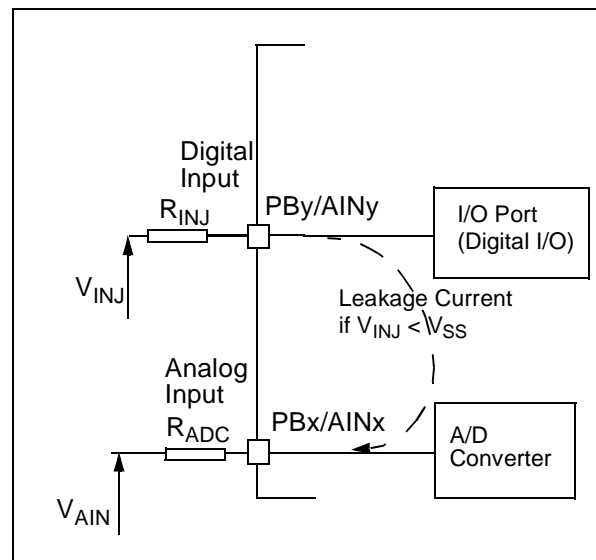 Digital
Input
R_INJ
PBy/AINy
I/O Port
(Digital I/O)
V_INJ
Leakage Current
if V_INJ < V_SS
Analog
Input
R_ADC
PBx/AINx
A/D
Converter
V_AIN